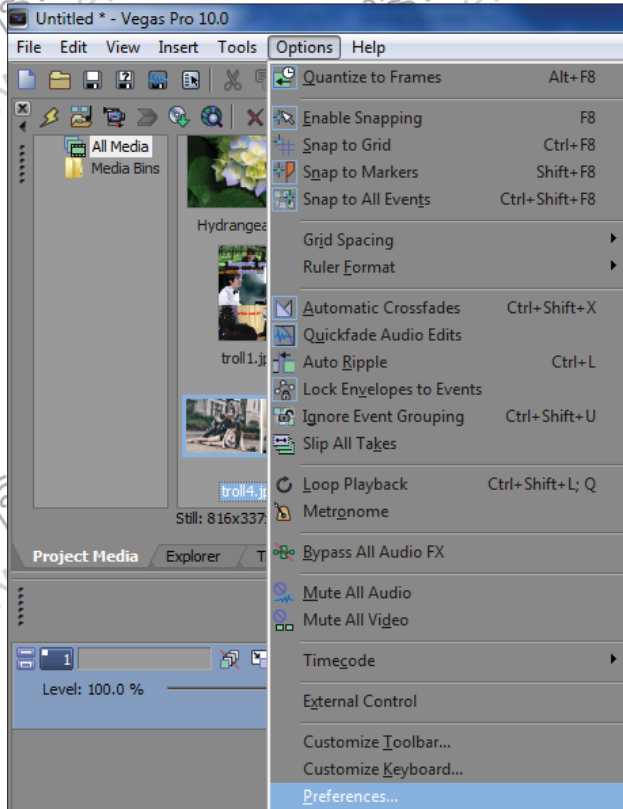 Untitled * - Vegas Pro 10.0
File Edit View Insert Tools Options Help
Quantize to Frames Alt+F8
Enable Snapping F8
Snap to Grid Ctrl+F8
Snap to Markers Shift+F8
Snap to All Events Ctrl+Shift+F8
Grid Spacing
Ruler Format
Automatic Crossfades Ctrl+Shift+X
Quickfade Audio Edits
Auto Ripple Ctrl+L
Lock Envelopes to Events
Ignore Event Grouping Ctrl+Shift+U
Slip All Takes
Loop Playback Ctrl+Shift+L; Q
Metronome
Bypass All Audio FX
Mute All Audio
Mute All Video
Timecode
External Control
Customize Toolbar...
Customize Keyboard...
Preferences...
All Media
Media Bins
Hydrangea
troll1.jp
troll4.jp
Still: 816x337
Project Media Explorer T
1
Level: 100.0 %